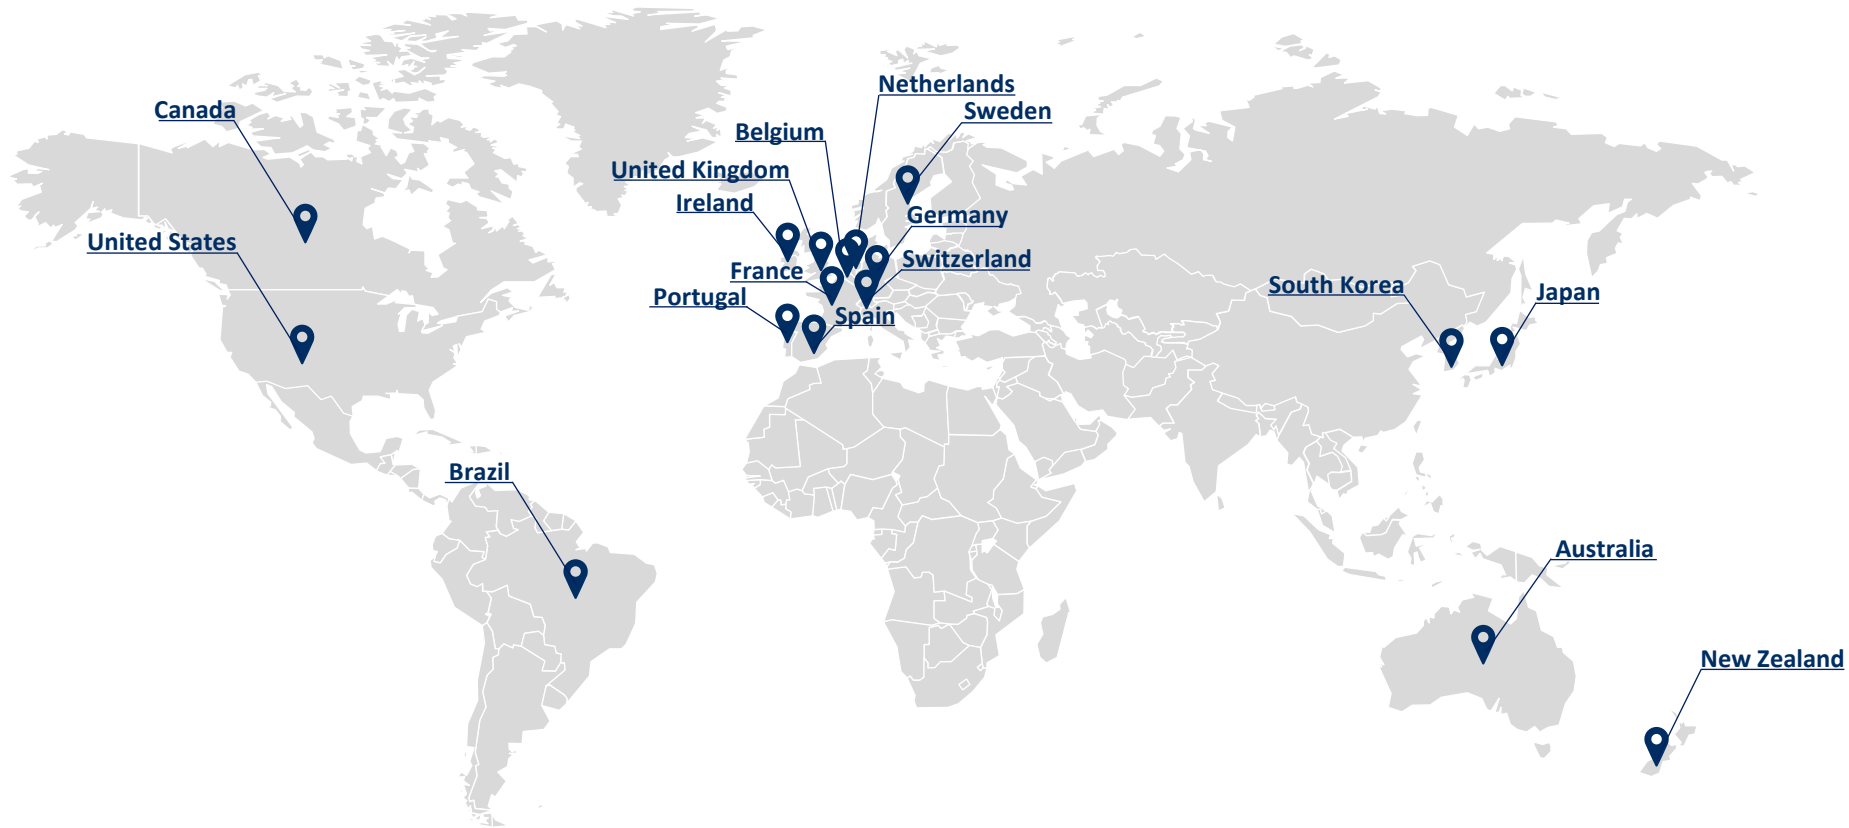 Netherlands
Canada
Sweden
Belgium
United Kingdom
Ireland
Germany
United States
Switzerland
France
South Korea
Japan
Portugal
Spain
Brazil
Australia
New Zealand